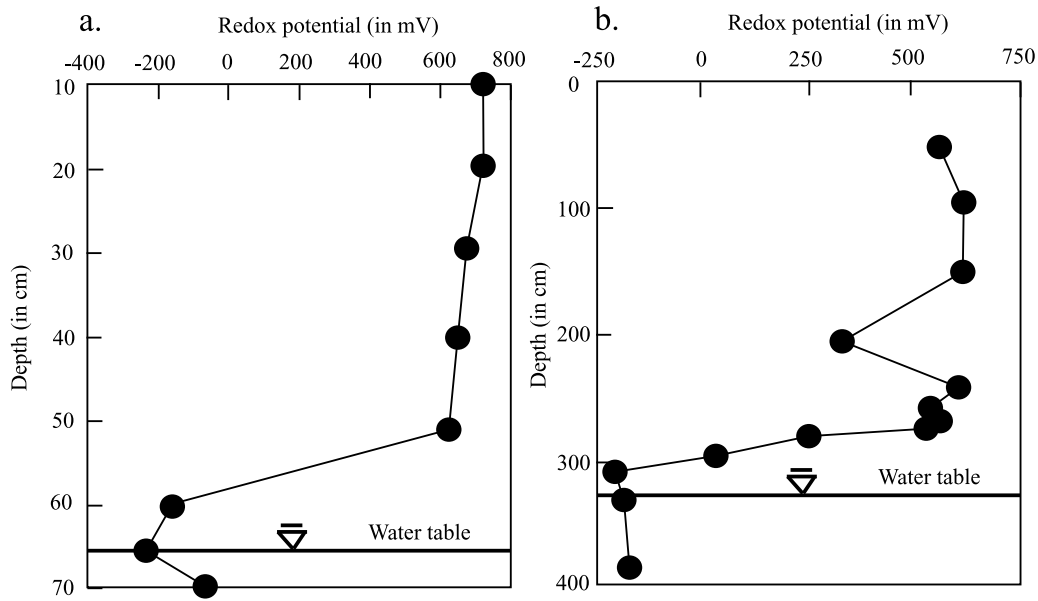 a.
Redox potential (in mV)
-400 -200 0 200 400 600 800
10
20
30
40
50
60
70
Depth (in cm)
Water table
b.
Redox potential (in mV)
-250 0 250 500 750
0
100
200
300
400
Depth (in cm)
Water table